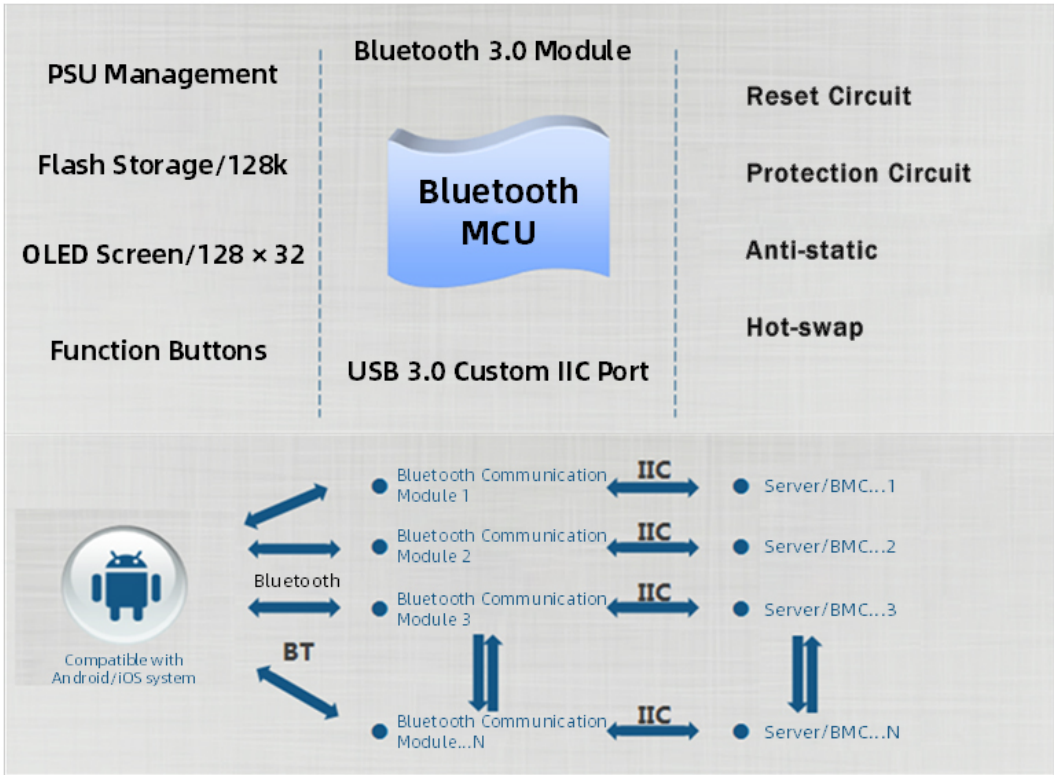 PSU Management
Flash Storage/128k
OLED Screen/128 × 32
Function Buttons
Bluetooth 3.0 Module
Bluetooth
MCU
USB 3.0 Custom IIC Port
Reset Circuit
Protection Circuit
Anti-static
Hot-swap
Compatible with
Android/iOS system
Bluetooth
BT
Bluetooth Communication
Module 1
IIC
Server/BMC...1
Bluetooth Communication
Module 2
IIC
Server/BMC...2
Bluetooth Communication
Module 3
IIC
Server/BMC...3
Bluetooth Communication
Module...N
IIC
Server/BMC...N